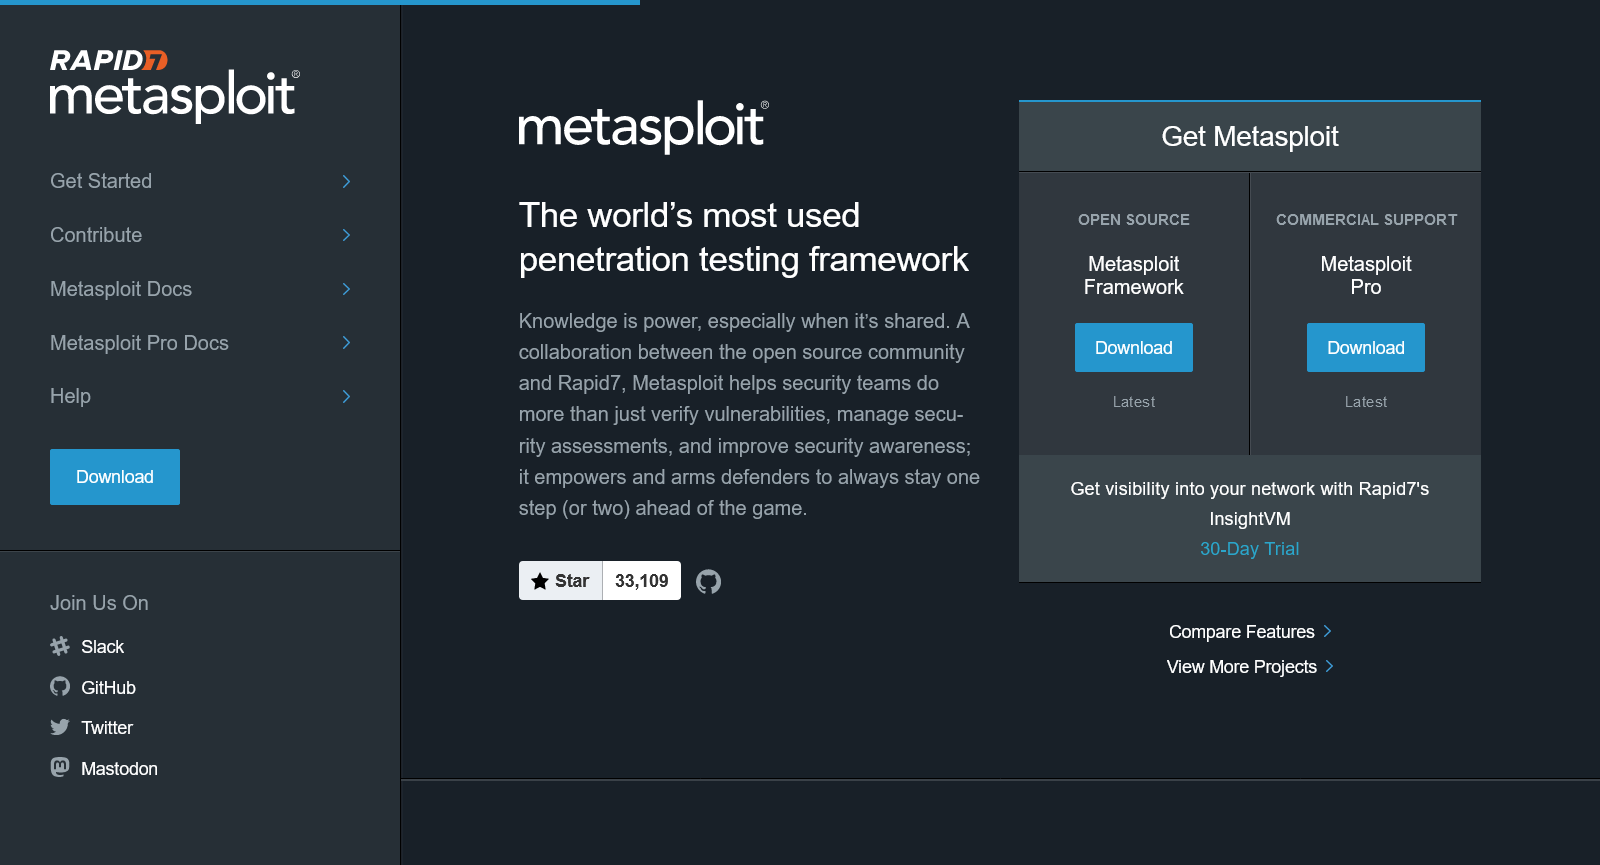 RAPID7
metasploit®
Get Started
Contribute
Metasploit Docs
Metasploit Pro Docs
Help
Download
Join Us On
Slack
GitHub
Twitter
Mastodon
metasploit®
The world’s most used
penetration testing framework
Knowledge is power, especially when it’s shared. A
collaboration between the open source community
and Rapid7, Metasploit helps security teams do
more than just verify vulnerabilities, manage secu-
rity assessments, and improve security awareness;
it empowers and arms defenders to always stay one
step (or two) ahead of the game.
Star 33,109
Get Metasploit
OPEN SOURCE
Metasploit
Framework
Download
Latest
COMMERCIAL SUPPORT
Metasploit
Pro
Download
Latest
Get visibility into your network with Rapid7's
InsightVM
30-Day Trial
Compare Features
View More Projects